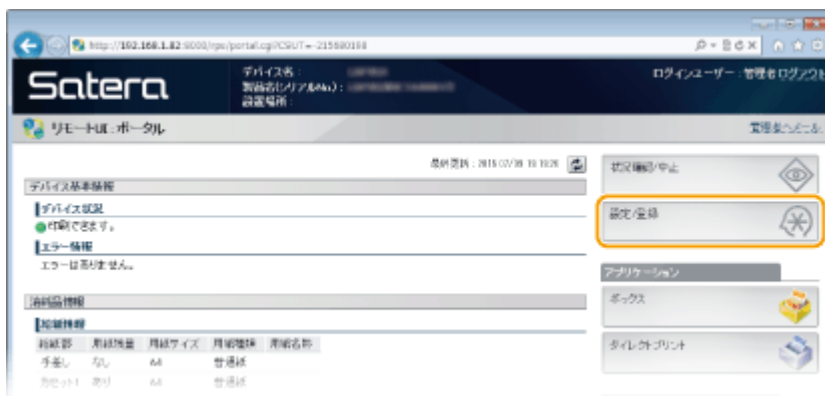 http://192.168.1.82:8000/rps/portal.cgi?CSUT=-215690198
Satera
デバイス名:
製品名(シリアルNo.):
設置場所:
ログインユーザー: 管理者 ログアウト
リモートUI: ポータル
管理者へメール
最終更新:
状況確認/中止
デバイス基本情報
設定/登録
デバイス状況
印刷できます。
エラー情報
エラーはありません。
アプリケーション
消耗品情報
ボックス
給紙情報
給紙部 用紙残量 用紙サイズ 用紙種類 用紙名称
ダイレクトプリント
手差し なし A4 普通紙
カセット1 あり A4 普通紙